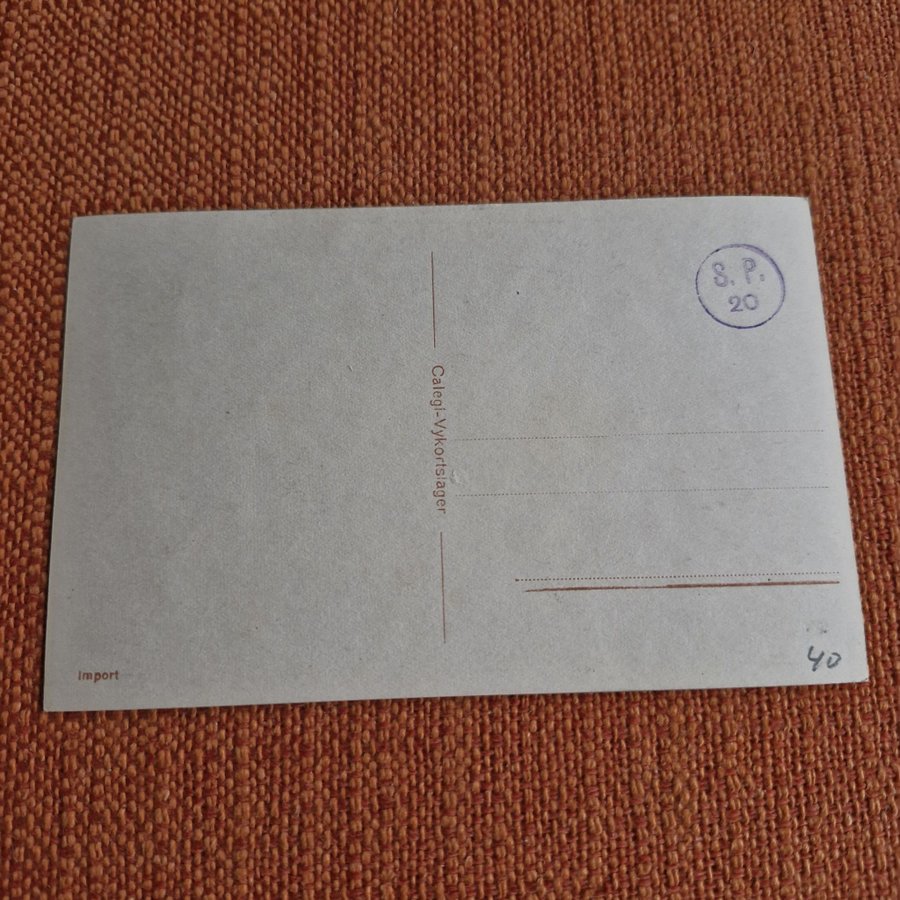 S. P.
20
Calegi-Vykortslager
Import
40